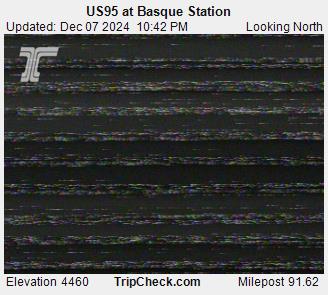 US95 at Basque Station
Updated: Dec 07 2024 10:42 PM Looking North
Elevation 4460 TripCheck.com Milepost 91.62